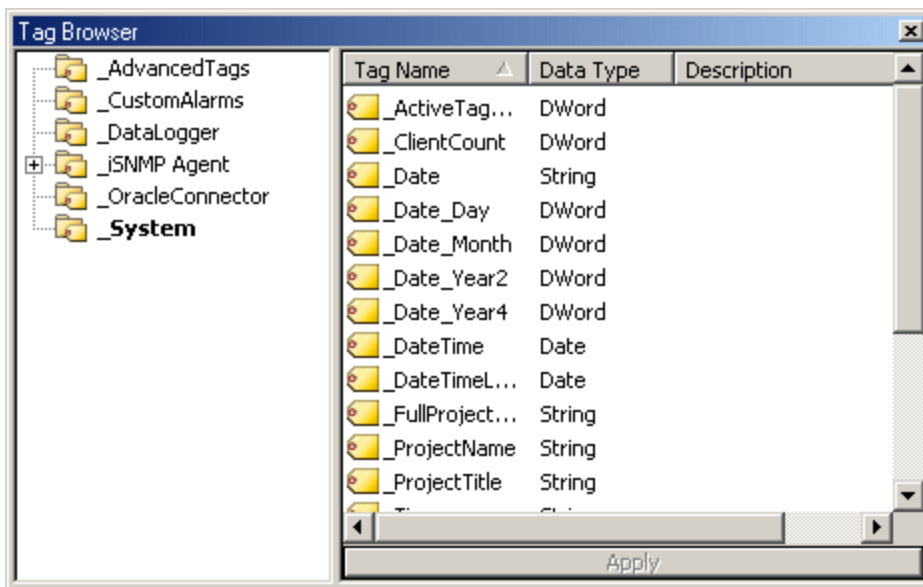 Tag Browser
_AdvancedTags
_CustomAlarms
_DataLogger
_iSNMP Agent
_OracleConnector
_System
Tag Name Data Type Description
_ActiveTag... DWord
_ClientCount DWord
_Date String
_Date_Day DWord
_Date_Month DWord
_Date_Year2 DWord
_Date_Year4 DWord
_DateTime Date
_DateTimeL... Date
_FullProject... String
_ProjectName String
_ProjectTitle String
Apply